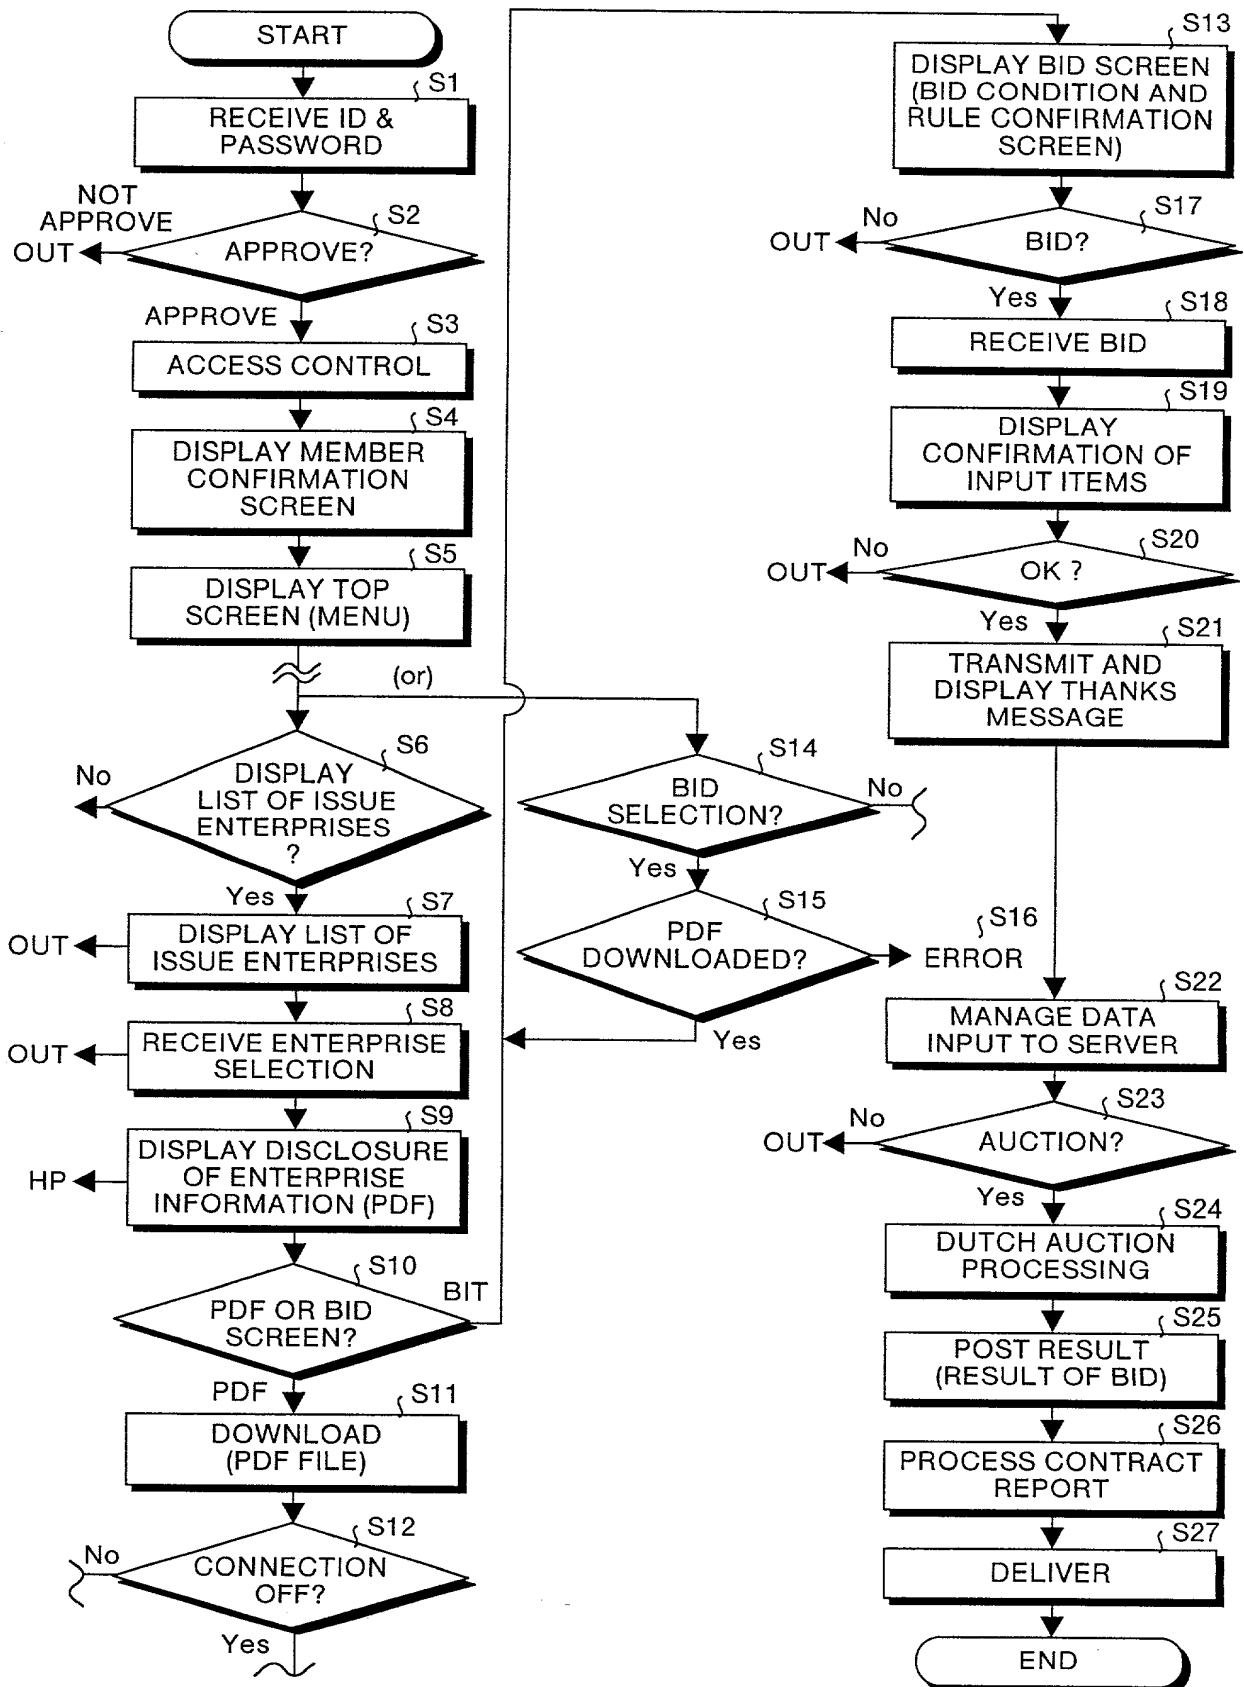 START
S1
RECEIVE ID &
PASSWORD
NOT
APPROVE
S2
OUT
APPROVE?
APPROVE
S3
ACCESS CONTROL
S4
DISPLAY MEMBER
CONFIRMATION
SCREEN
S5
DISPLAY TOP
SCREEN (MENU)
(or)
S6
No
DISPLAY
LIST OF ISSUE
ENTERPRISES
?
Yes
S7
OUT
DISPLAY LIST OF
ISSUE ENTERPRISES
S8
OUT
RECEIVE ENTERPRISE
SELECTION
S9
HP
DISPLAY DISCLOSURE
OF ENTERPRISE
INFORMATION (PDF)
S10
BIT
PDF OR BID
SCREEN?
PDF
S11
DOWNLOAD
(PDF FILE)
S12
No
CONNECTION
OFF?
Yes
S14
No
BID
SELECTION?
Yes
S15
PDF
DOWNLOADED?
S16
ERROR
Yes
S13
DISPLAY BID SCREEN
(BID CONDITION AND
RULE CONFIRMATION
SCREEN)
S17
No
OUT
BID?
Yes
S18
RECEIVE BID
S19
DISPLAY
CONFIRMATION OF
INPUT ITEMS
S20
No
OUT
OK ?
Yes
S21
TRANSMIT AND
DISPLAY THANKS
MESSAGE
S22
MANAGE DATA
INPUT TO SERVER
S23
No
OUT
AUCTION?
Yes
S24
DUTCH AUCTION
PROCESSING
S25
POST RESULT
(RESULT OF BID)
S26
PROCESS CONTRACT
REPORT
S27
DELIVER
END